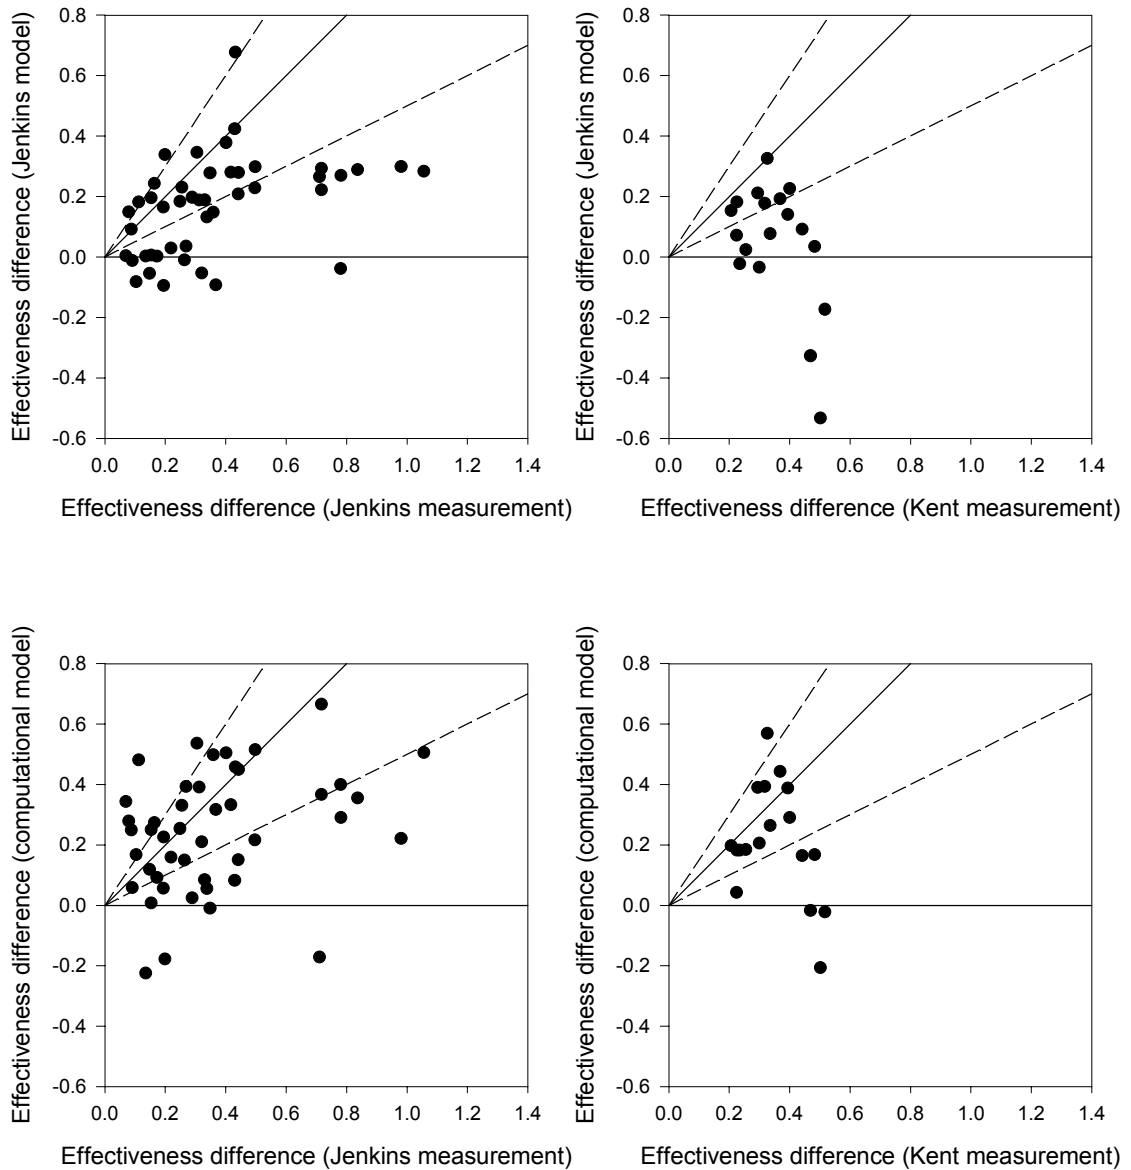 Effectiveness difference (Jenkins model)
0.8
0.6
0.4
0.2
0.0
-0.2
-0.4
-0.6
0.0 0.2 0.4 0.6 0.8 1.0 1.2 1.4
Effectiveness difference (Jenkins measurement)
Effectiveness difference (Jenkins model)
0.8
0.6
0.4
0.2
0.0
-0.2
-0.4
-0.6
0.0 0.2 0.4 0.6 0.8 1.0 1.2 1.4
Effectiveness difference (Kent measurement)
Effectiveness difference (computational model)
0.8
0.6
0.4
0.2
0.0
-0.2
-0.4
-0.6
0.0 0.2 0.4 0.6 0.8 1.0 1.2 1.4
Effectiveness difference (Jenkins measurement)
Effectiveness difference (computational model)
0.8
0.6
0.4
0.2
0.0
-0.2
-0.4
-0.6
0.0 0.2 0.4 0.6 0.8 1.0 1.2 1.4
Effectiveness difference (Kent measurement)